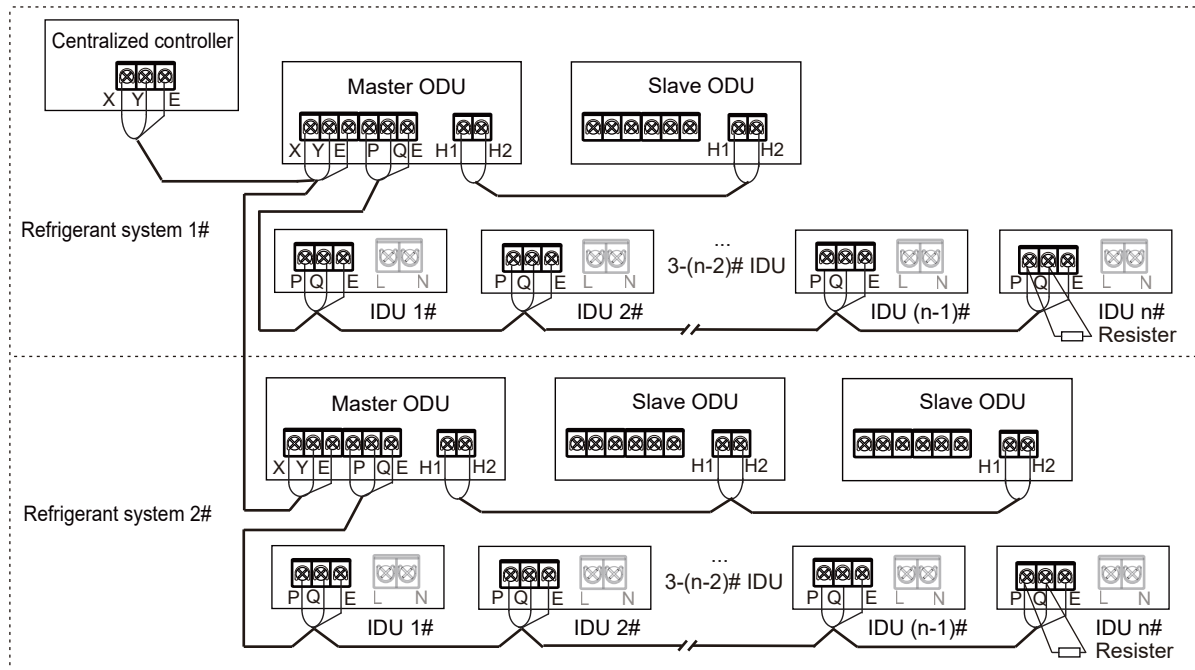 Centralized controller
X Y E
Master ODU
X Y E P Q E H1 H2
Slave ODU
H1 H2
Refrigerant system 1#
P Q E L N
IDU 1#
P Q E L N
IDU 2#
...
3-(n-2)# IDU
P Q E L N
IDU (n-1)#
P Q E L N
IDU n#
Resister
Master ODU
X Y E P Q E H1 H2
Slave ODU
H1 H2
Slave ODU
H1 H2
Refrigerant system 2#
P Q E L N
IDU 1#
P Q E L N
IDU 2#
...
3-(n-2)# IDU
P Q E L N
IDU (n-1)#
P Q E L N
IDU n#
Resister